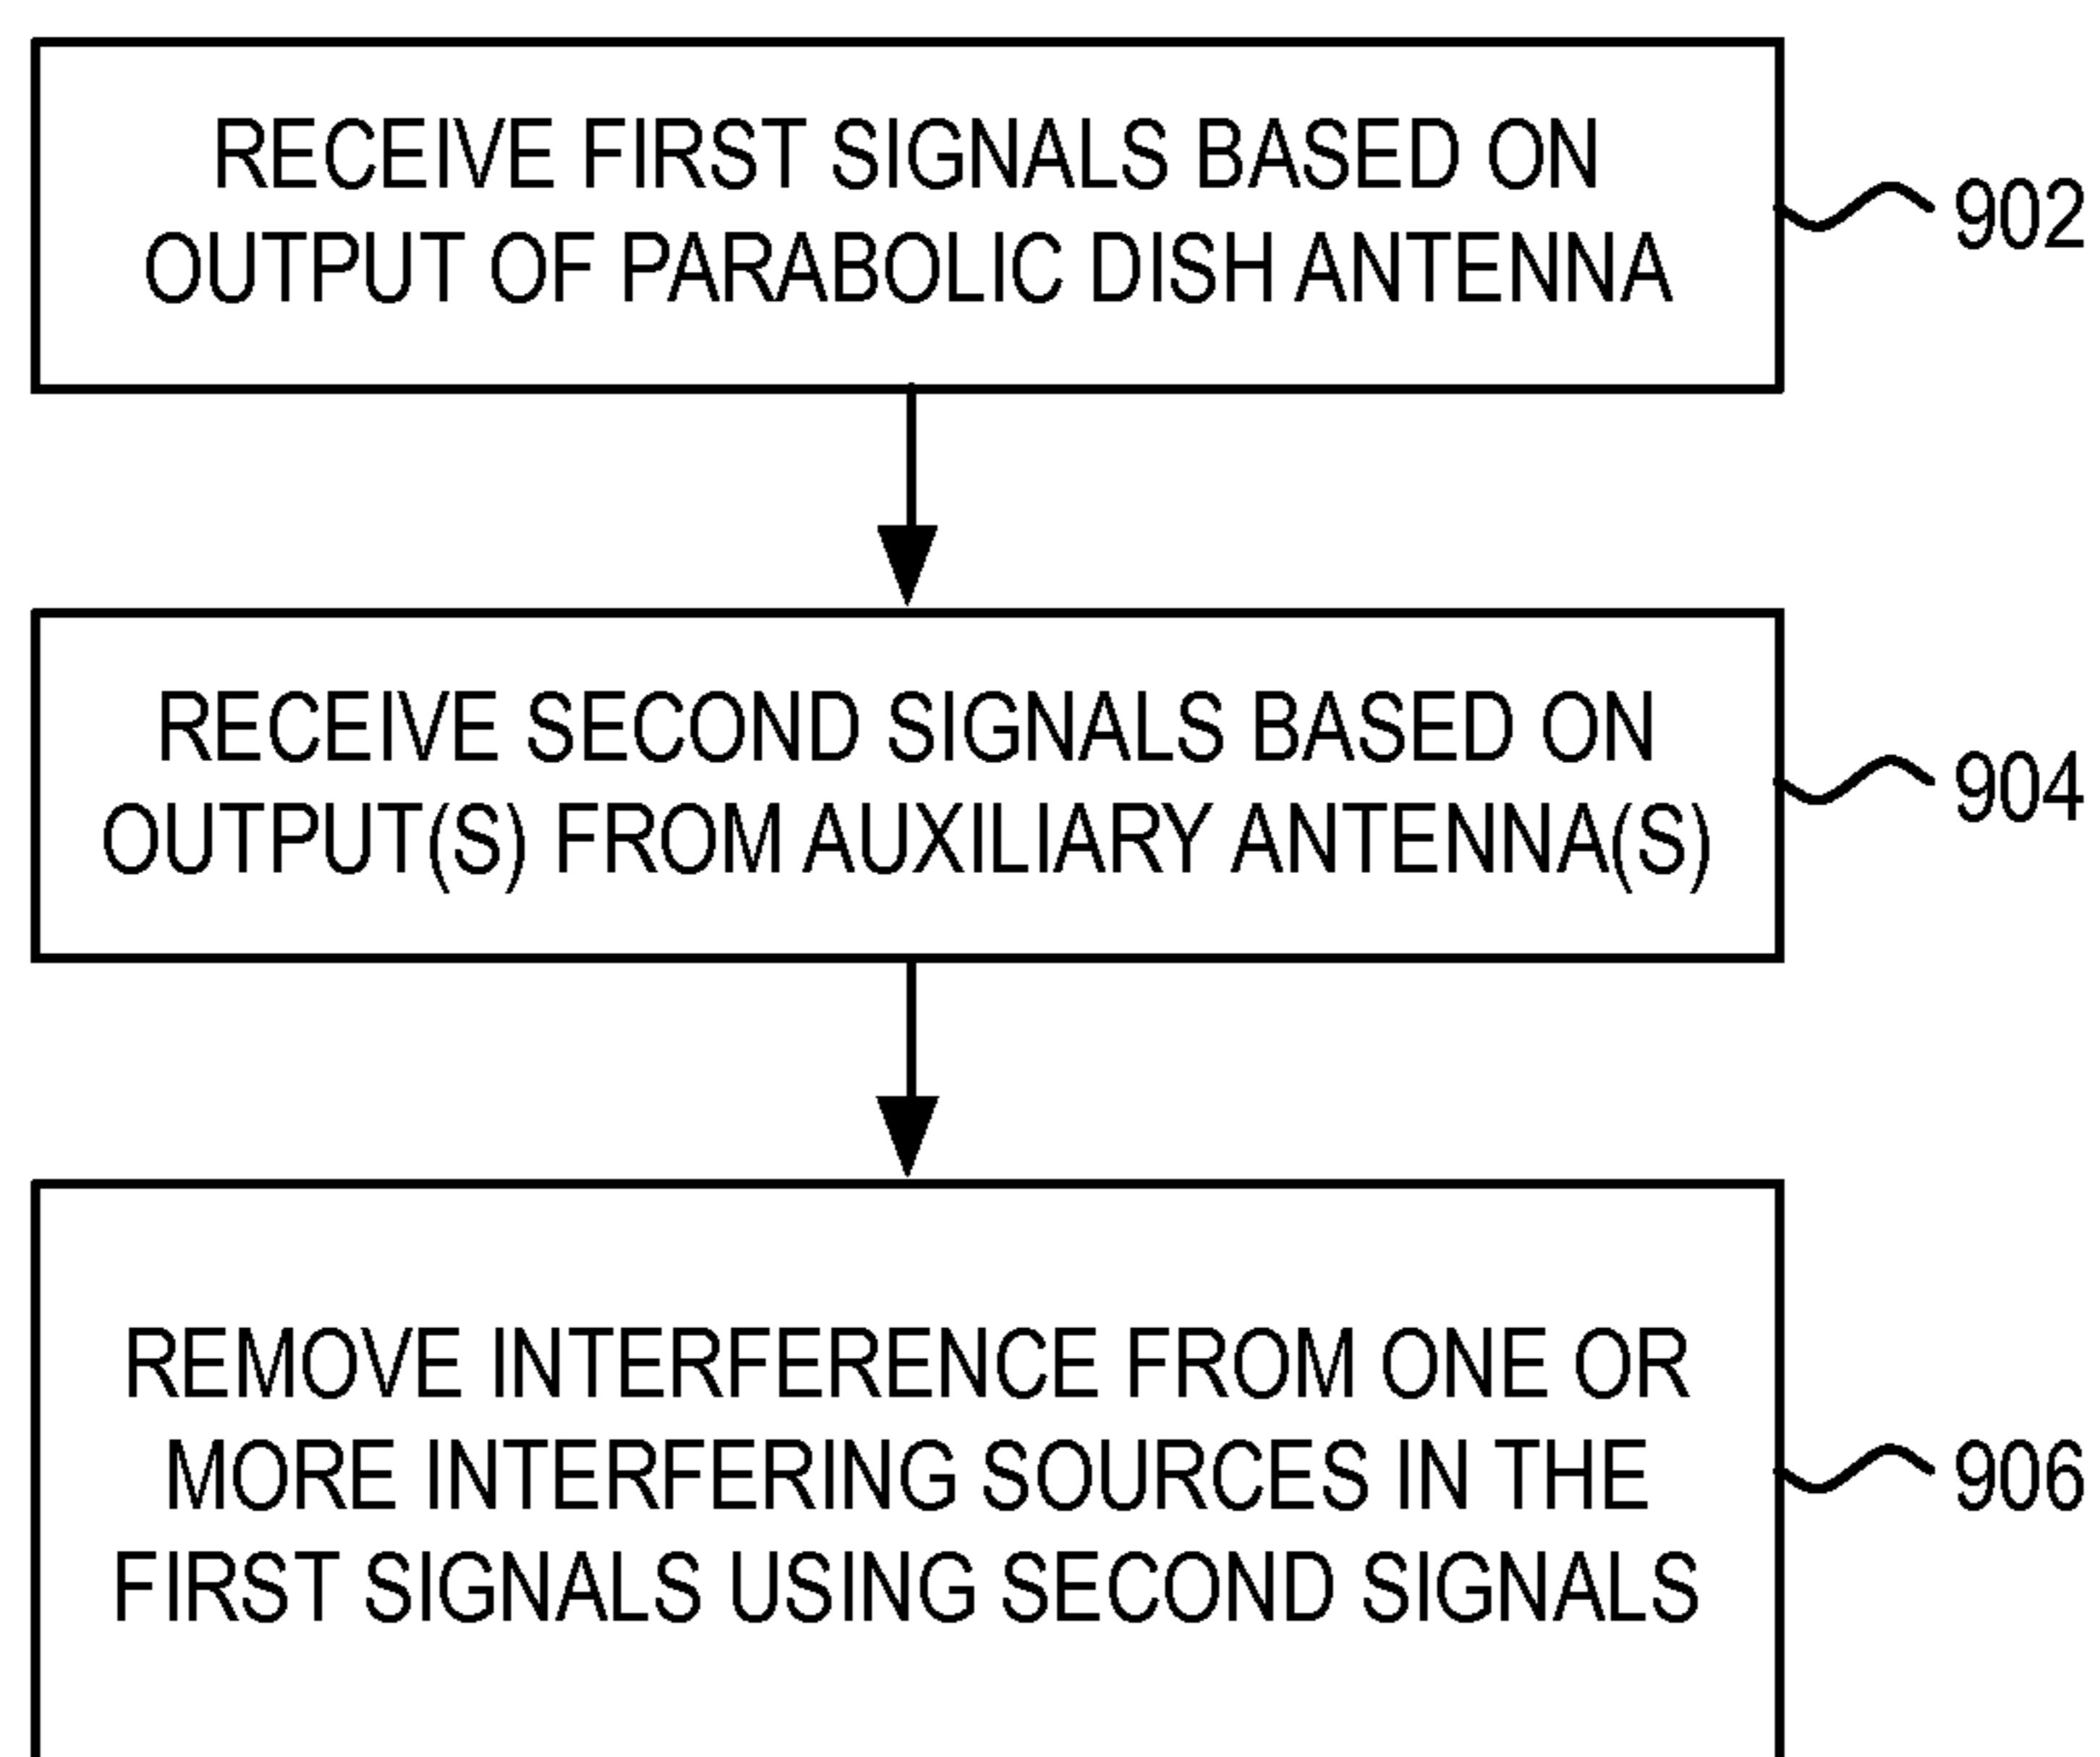 RECEIVE FIRST SIGNALS BASED ON
OUTPUT OF PARABOLIC DISH ANTENNA
902
RECEIVE SECOND SIGNALS BASED ON
OUTPUT(S) FROM AUXILIARY ANTENNA(S)
904
REMOVE INTERFERENCE FROM ONE OR
MORE INTERFERING SOURCES IN THE
FIRST SIGNALS USING SECOND SIGNALS
906